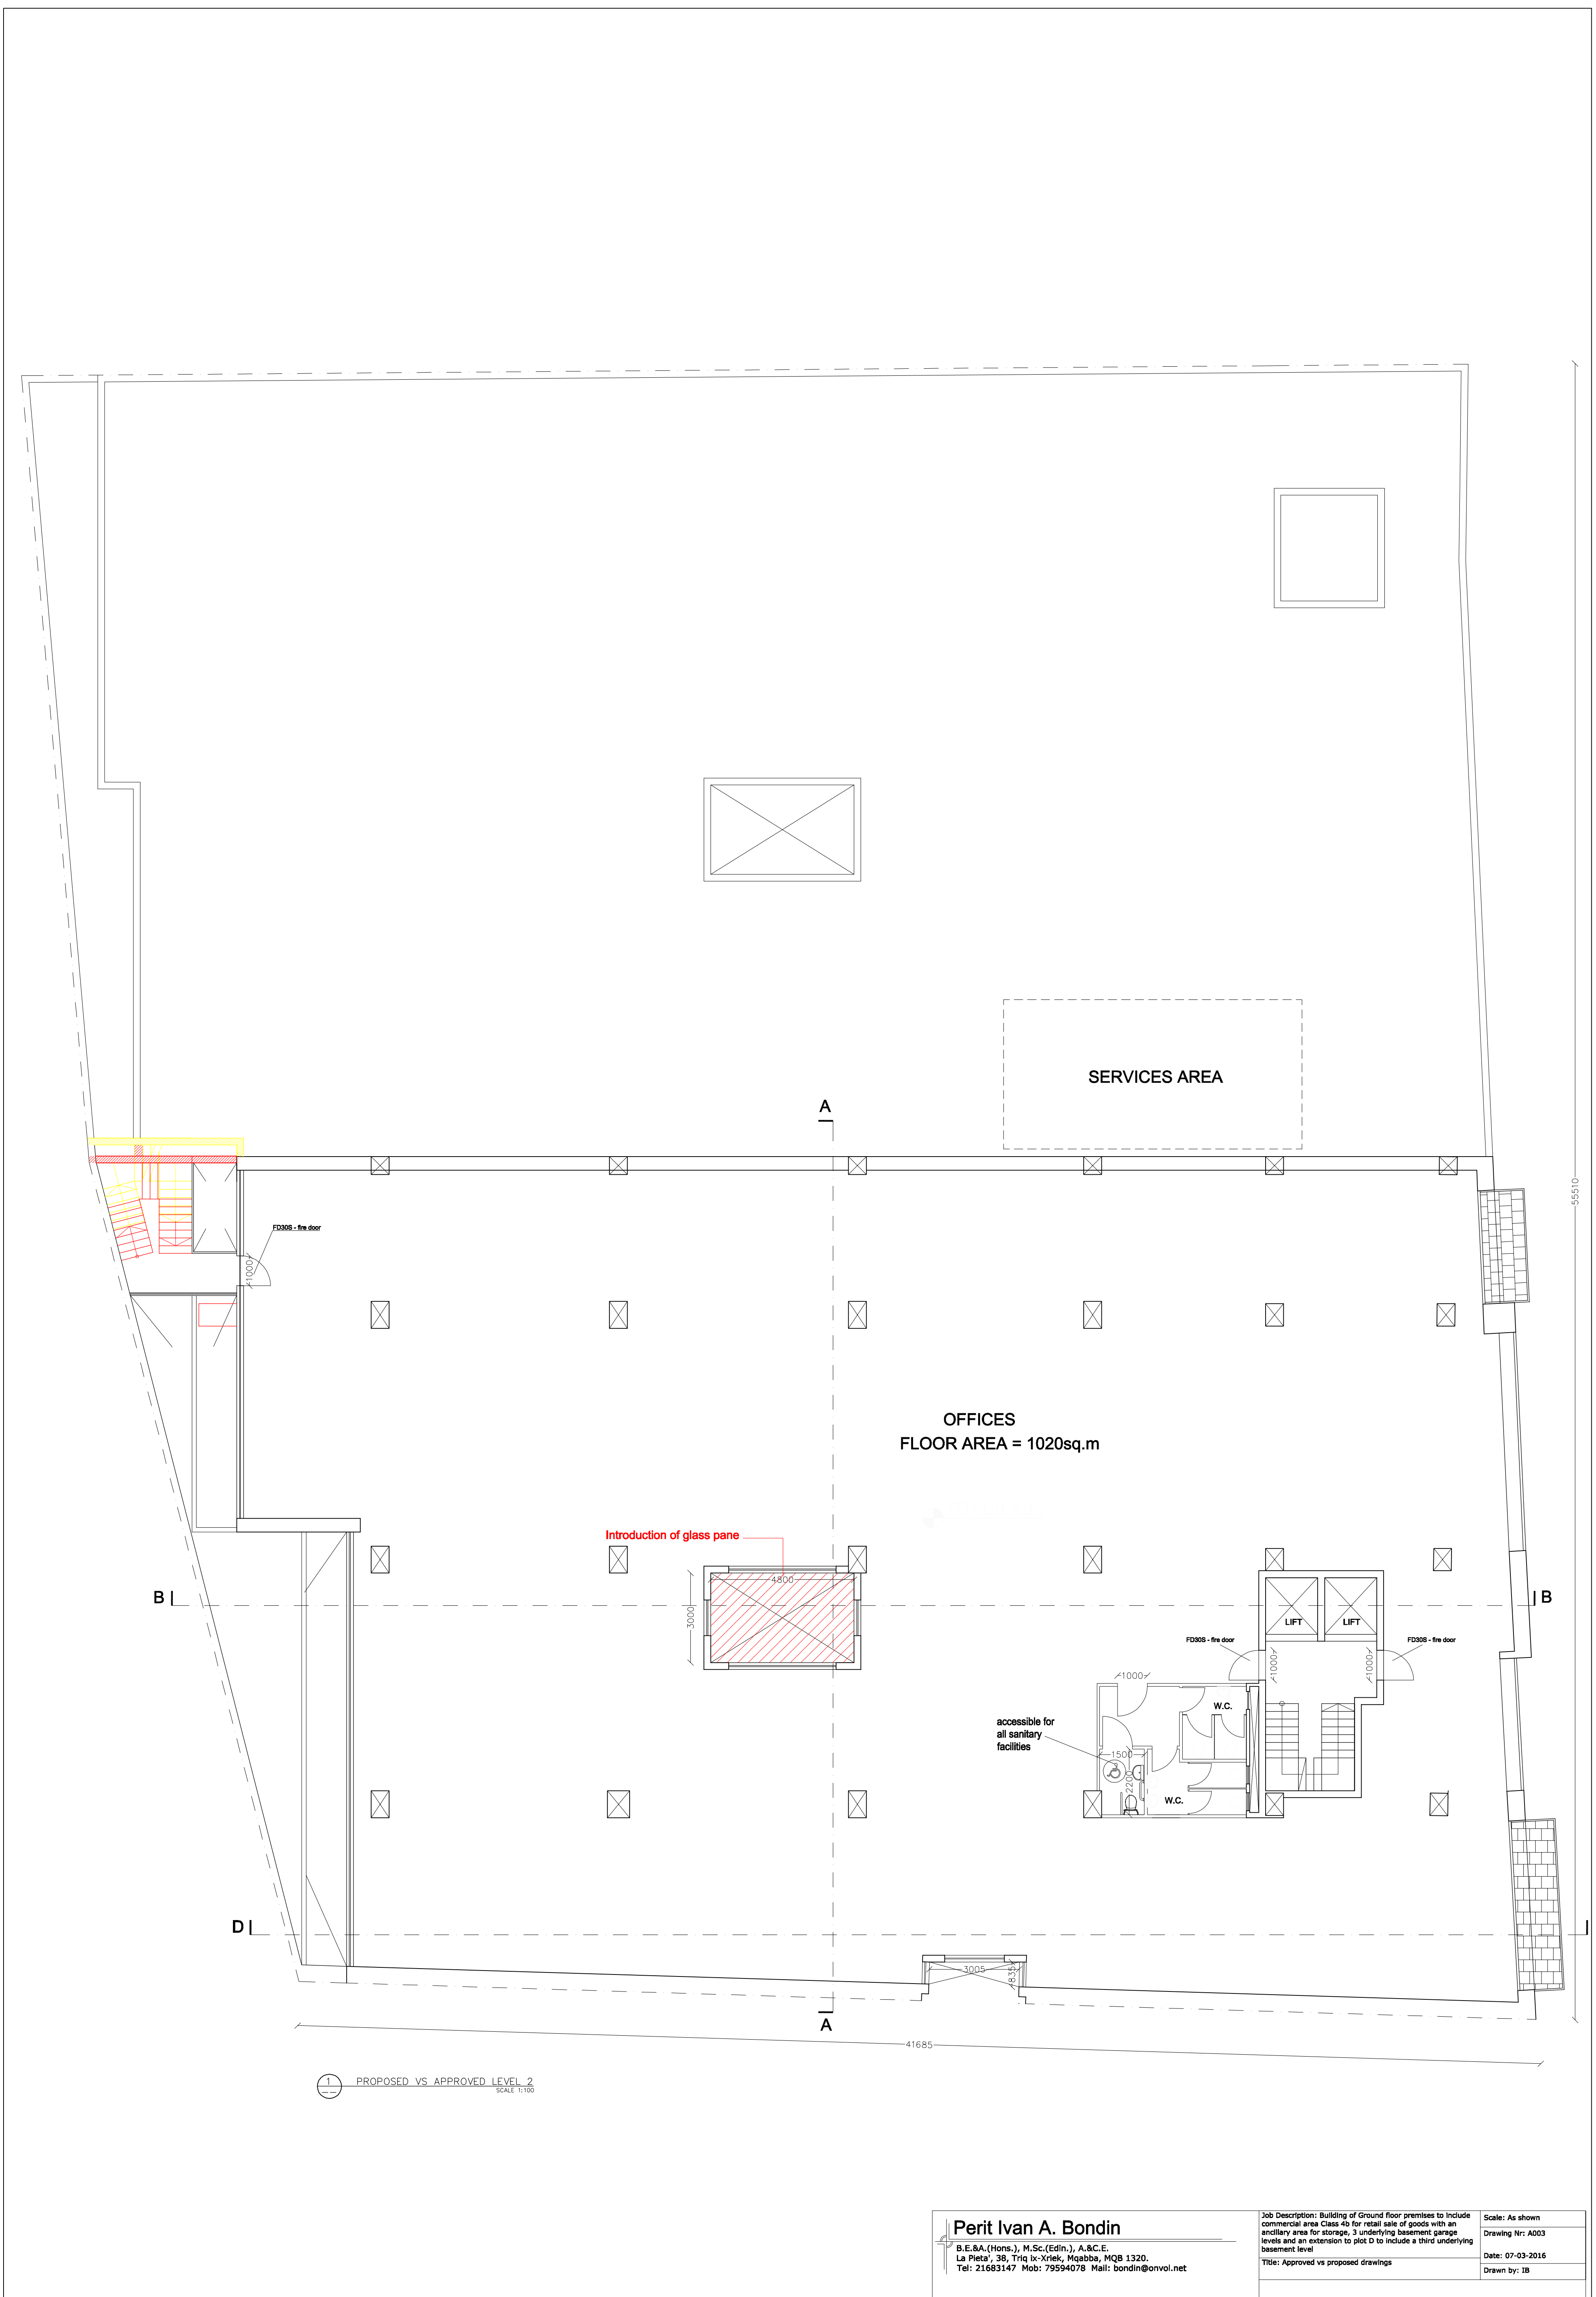 55510
SERVICES AREA
A
FD30S - fire door
1000
OFFICES
FLOOR AREA = 1020sq.m
Introduction of glass pane
4800
3000
B
B
LIFT
LIFT
FD30S - fire door
FD30S - fire door
1000
1000
1000
W.C.
accessible for
all sanitary
facilities
1500
2200
W.C.
D
3005
835
A
41685
1
PROPOSED VS APPROVED LEVEL 2
SCALE 1:100
Perit Ivan A. Bondin
B.E.&A.(Hons.), M.Sc.(Edin.), A.&C.E.
La Pieta', 38, Triq ix-Xriek, Mqabba, MQB 1320.
Tel: 21683147 Mob: 79594078 Mail: bondin@onvol.net
Job Description: Building of Ground floor premises to include
commercial area Class 4b for retail sale of goods with an
ancillary area for storage, 3 underlying basement garage
levels and an extension to plot D to include a third underlying
basement level
Title: Approved vs proposed drawings
Scale: As shown
Drawing Nr: A003
Date: 07-03-2016
Drawn by: IB